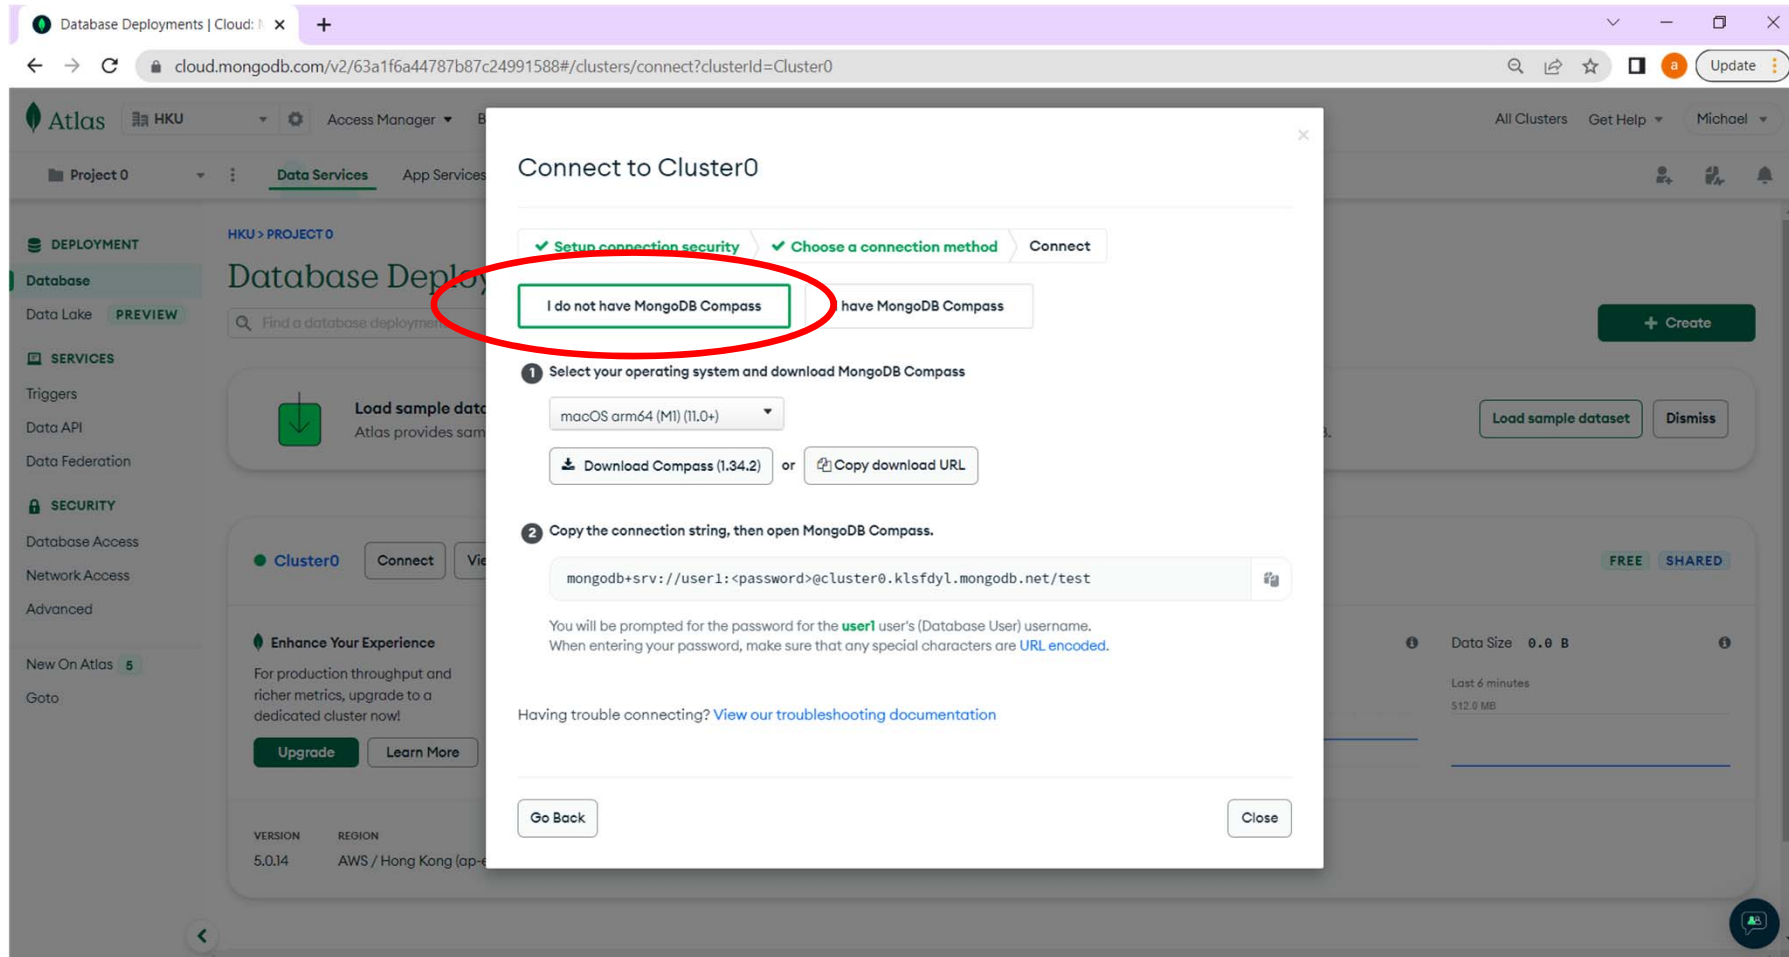 Database Deployments | Cloud:
cloud.mongodb.com/v2/63a1f6a44787b87c24991588#/clusters/connect?clusterId=Cluster0
a
Update
Atlas
HKU
Access Manager
B
All Clusters
Get Help
Michael
Project 0
Data Services
App Services
DEPLOYMENT
Database
Data Lake PREVIEW
SERVICES
Triggers
Data API
Data Federation
SECURITY
Database Access
Network Access
Advanced
New On Atlas 5
Goto
HKU > PROJECT 0
Database Deploy
Find a database deploymen
+ Create
Load sample data
Atlas provides sam
Load sample dataset
Dismiss
Cluster0
Connect
Vie
FREE
SHARED
Enhance Your Experience
For production throughput and
richer metrics, upgrade to a
dedicated cluster now!
Upgrade
Learn More
Data Size 0.0 B
Last 6 minutes
512.0 MB
VERSION
REGION
5.0.14
AWS / Hong Kong (ap-e
Connect to Cluster0
Setup connection security
Choose a connection method
Connect
I do not have MongoDB Compass
have MongoDB Compass
1 Select your operating system and download MongoDB Compass
macOS arm64 (M1) (11.0+)
Download Compass (1.34.2)
or
Copy download URL
2 Copy the connection string, then open MongoDB Compass.
mongodb+srv://user1:<password>@cluster0.klsfdyl.mongodb.net/test
You will be prompted for the password for the user1 user's (Database User) username.
When entering your password, make sure that any special characters are URL encoded.
Having trouble connecting? View our troubleshooting documentation
Go Back
Close